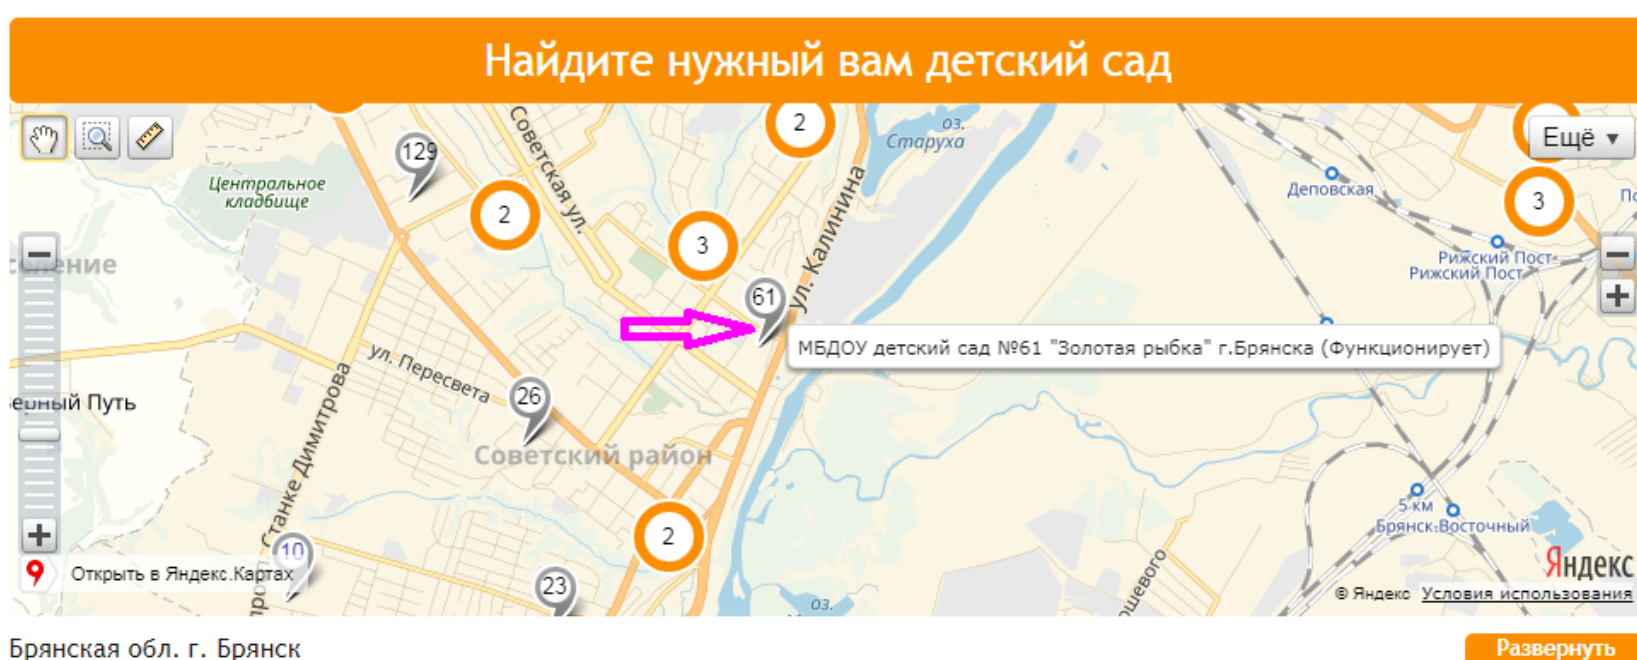 Найдите нужный вам детский сад
2
оз.
Старуха
Ещё
129
Советская ул.
Центральное
кладбище
Деповская
2
3
3
ул. Калинина
Рижский Пост
Рижский Пост
61
МБДОУ детский сад №61 "Золотая рыбка" г.Брянска (Функционирует)
ул. Пересвета
26
Путь
Станке Димитрова
Советский район
5 км
Брянск-Восточный
2
10
Открыть в Яндекс.Картах
23
оз.
Яндекс
© Яндекс Условия использования
Брянская обл. г. Брянск
Развернуть